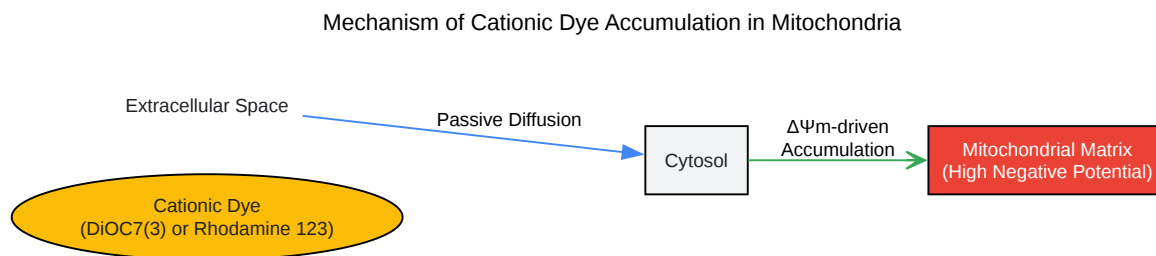 Mechanism of Cationic Dye Accumulation in Mitochondria
Extracellular Space
Passive Diffusion
Cytosol
ΔΨm-driven
Accumulation
Mitochondrial Matrix
(High Negative Potential)
Cationic Dye
(DiOC7(3) or Rhodamine 123)